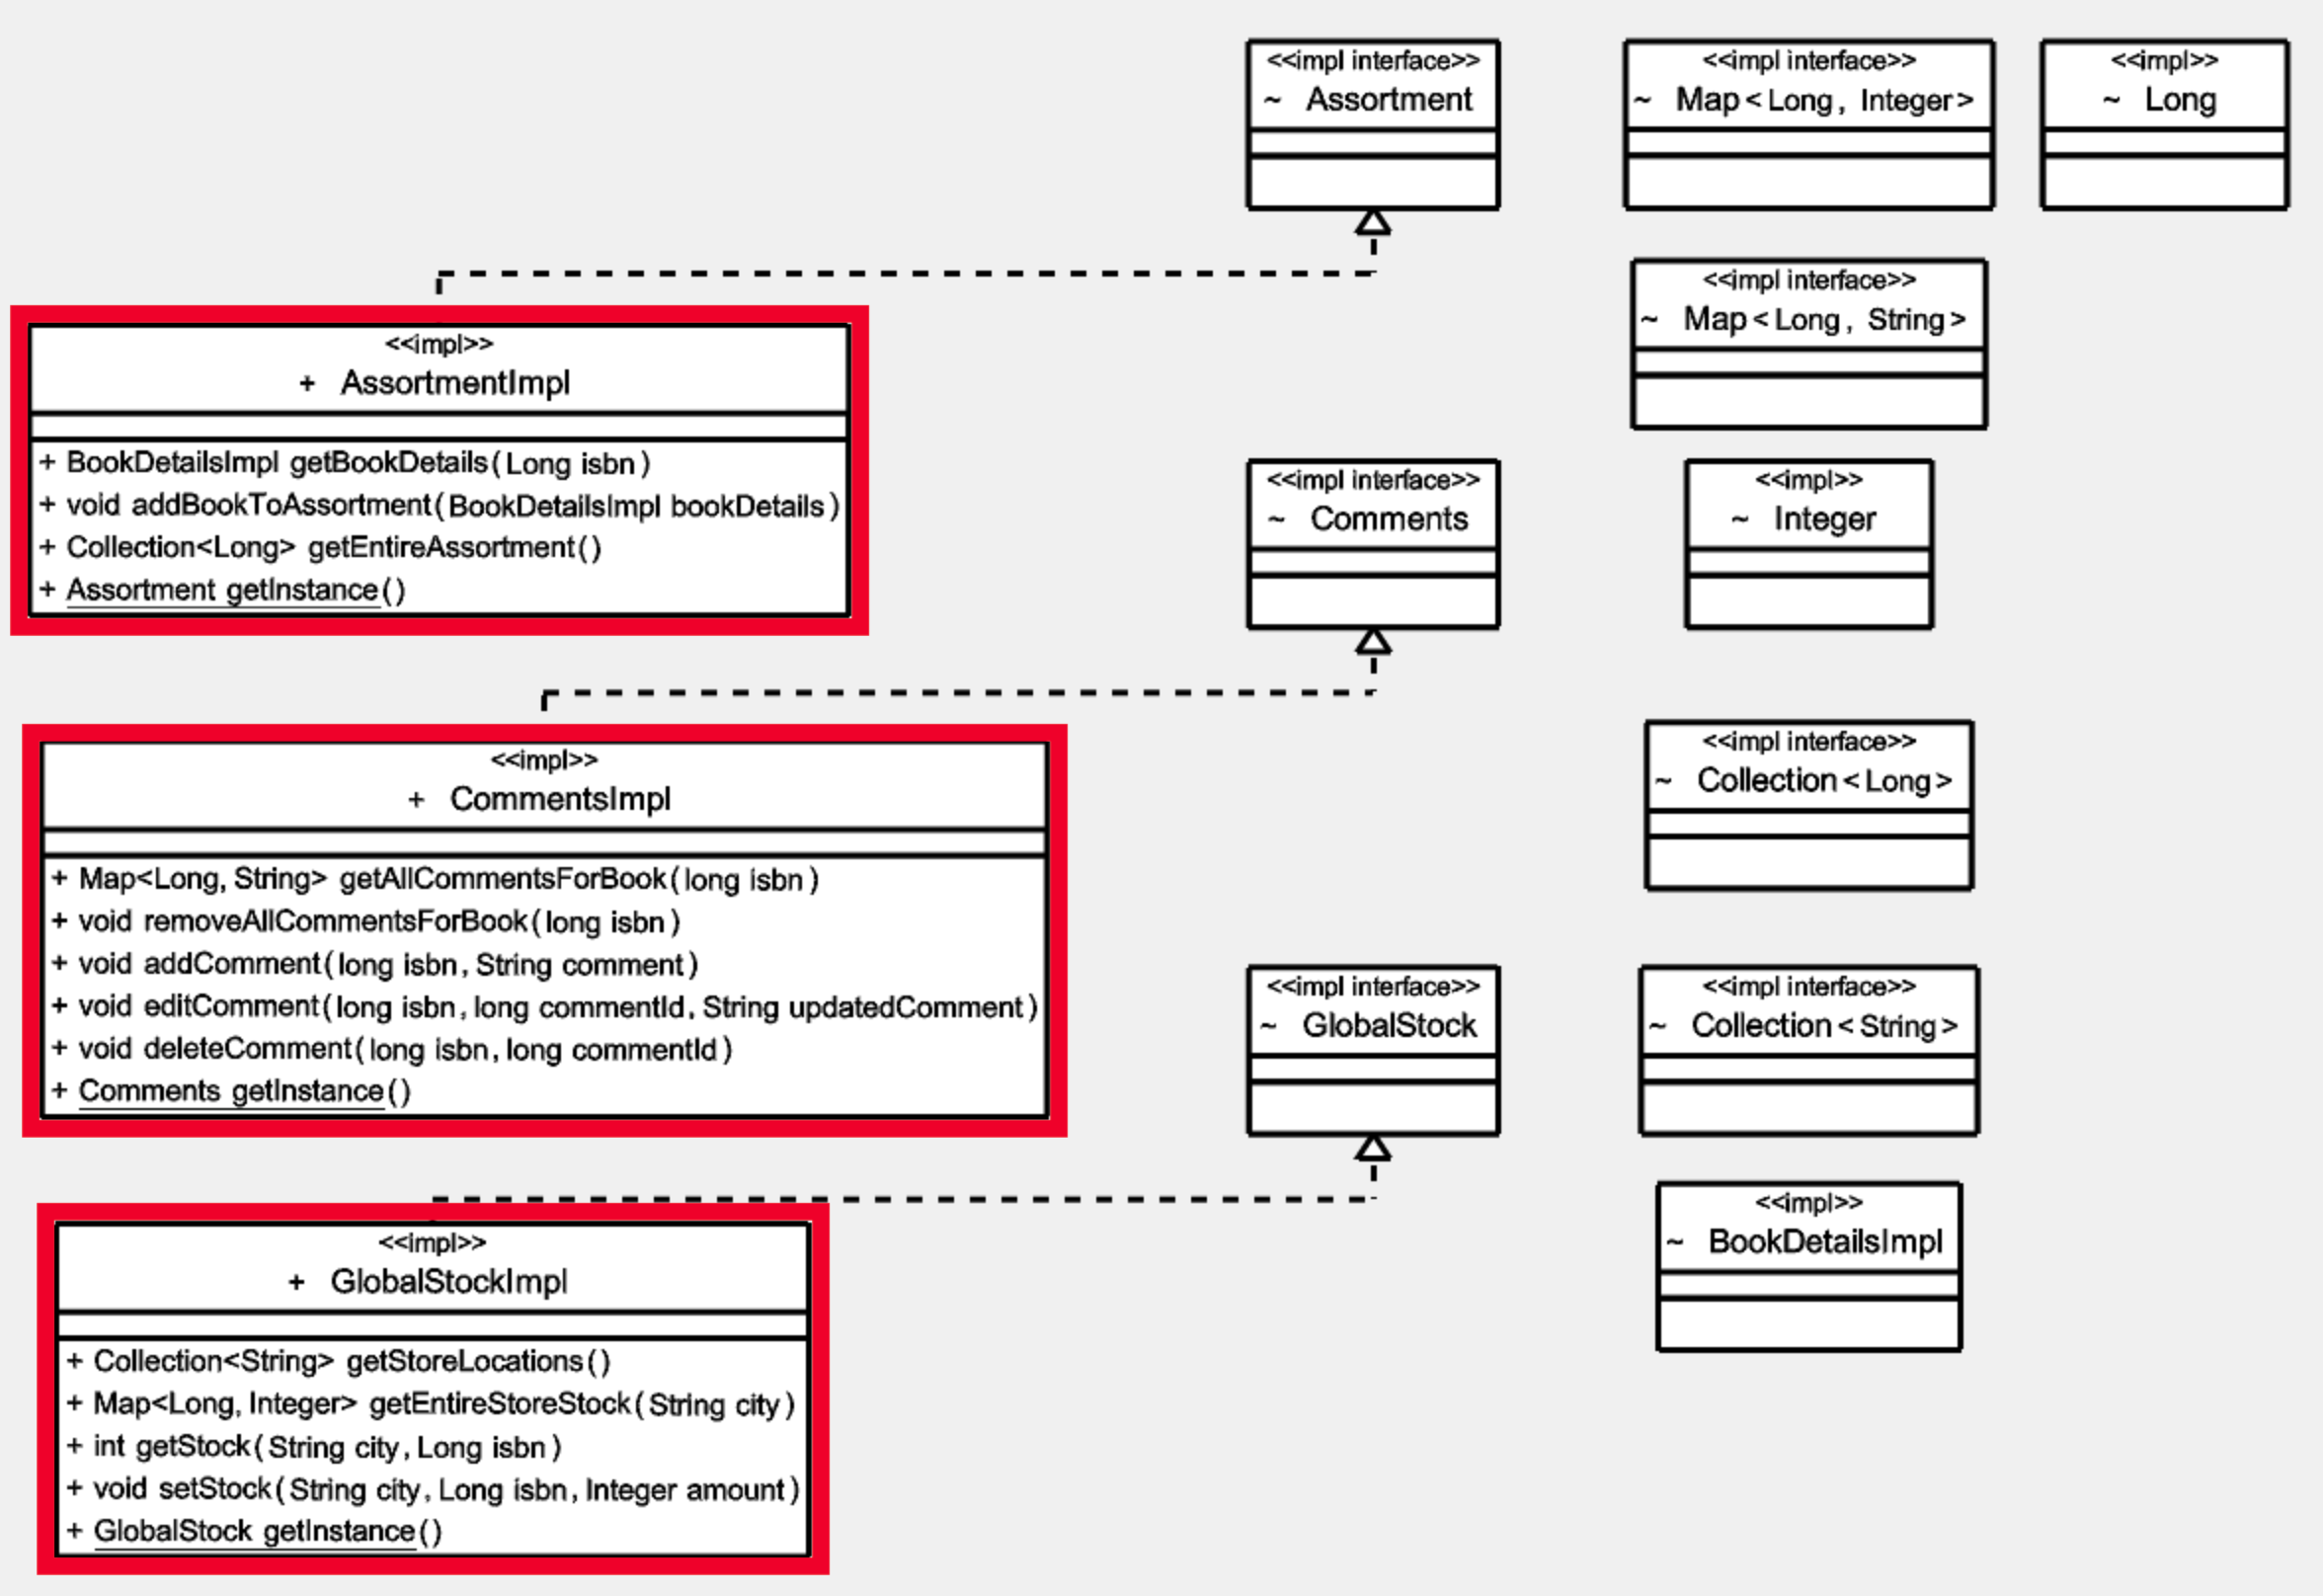 <<impl interface>>
~ Assortment
<<impl interface>>
~ Map<Long, Integer>
<<impl>>
~ Long
<<impl interface>>
~ Map<Long, String>
<<impl>>
+ AssortmentImpl
+ BookDetailsImpl getBookDetails(Long isbn)
+ void addBookToAssortment(BookDetailsImpl bookDetails)
+ Collection<Long> getEntireAssortment()
+ Assortment getInstance()
<<impl interface>>
~ Comments
<<impl>>
~ Integer
<<impl>>
+ CommentsImpl
+ Map<Long, String> getAllCommentsForBook(long isbn)
+ void removeAllCommentsForBook(long isbn)
+ void addComment(long isbn, String comment)
+ void editComment(long isbn, long commentId, String updatedComment)
+ void deleteComment(long isbn, long commentId)
+ Comments getInstance()
<<impl interface>>
~ Collection<Long>
<<impl interface>>
~ GlobalStock
<<impl interface>>
~ Collection<String>
<<impl>>
+ GlobalStockImpl
+ Collection<String> getStoreLocations()
+ Map<Long, Integer> getEntireStoreStock(String city)
+ int getStock(String city, Long isbn)
+ void setStock(String city, Long isbn, Integer amount)
+ GlobalStock getInstance()
<<impl>>
~ BookDetailsImpl